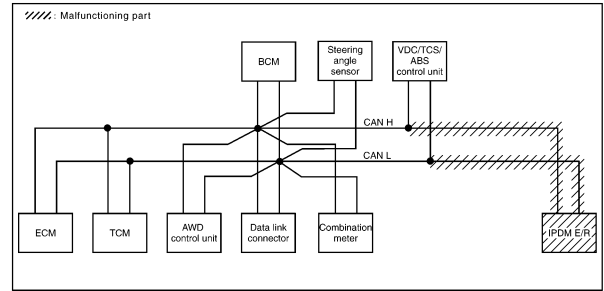 : Malfunctioning part
BCM
Steering
angle
sensor
VDC/TCS/
ABS
control unit
CAN H
CAN L
ECM
TCM
AWD
control unit
Data link
connector
Combination
meter
IPDM E/R